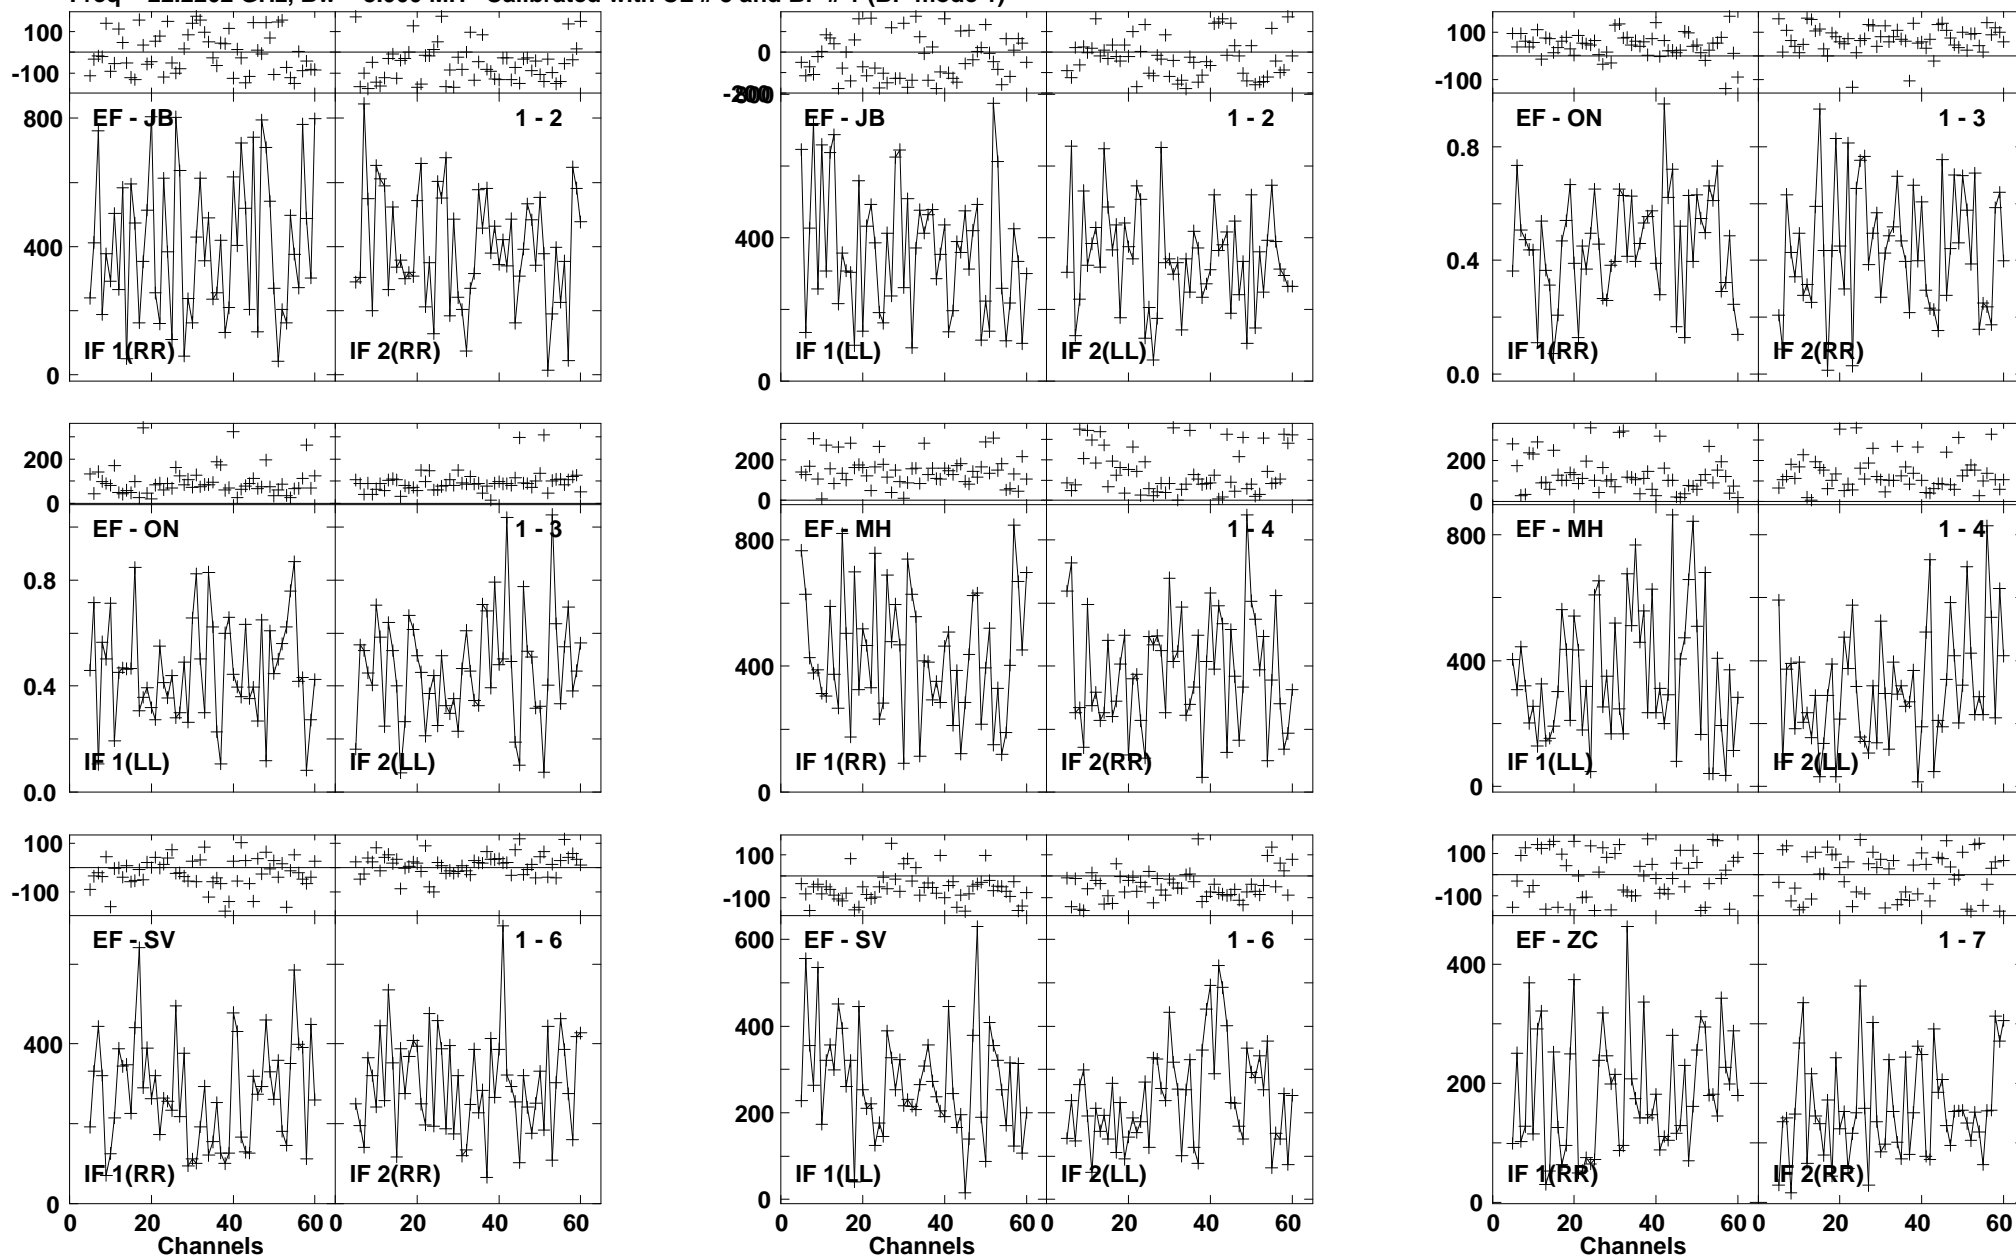 100
-100
800
400
0
EF - JB
1 - 2
IF 1(RR)
IF 2(RR)
0
-200
800
400
0
EF - JB
1 - 2
IF 1(LL)
IF 2(LL)
100
-100
0.8
0.4
0.0
EF - ON
1 - 3
IF 1(RR)
IF 2(RR)
200
0
0.8
0.4
0.0
EF - ON
1 - 3
IF 1(LL)
IF 2(LL)
200
0
800
400
0
EF - MH
1 - 4
IF 1(RR)
IF 2(RR)
200
0
800
400
0
EF - MH
1 - 4
IF 1(LL)
IF 2(LL)
100
-100
400
0
EF - SV
1 - 6
IF 1(RR)
IF 2(RR)
0 20 40 60 0 20 40 60
Channels
100
-100
600
400
200
0
EF - SV
1 - 6
IF 1(LL)
IF 2(LL)
0 20 40 60 0 20 40 60
Channels
100
-100
400
200
0
EF - ZC
1 - 7
IF 1(RR)
IF 2(RR)
0 20 40 60 0 20 40 60
Channels